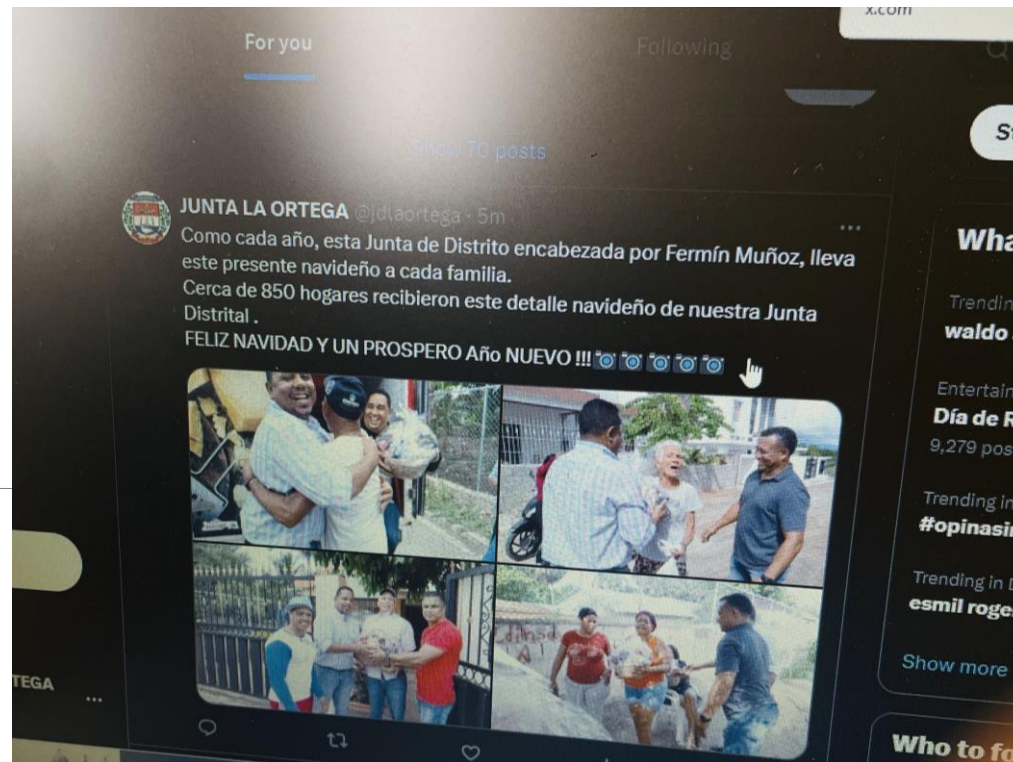 x.com
For you
Following
Show 70 posts
JUNTA LA ORTEGA @jdlaortega · 5m
Como cada año, esta Junta de Distrito encabezada por Fermín Muñoz, lleva
este presente navideño a cada familia.
Cerca de 850 hogares recibieron este detalle navideño de nuestra Junta
Distrital .
FELIZ NAVIDAD Y UN PROSPERO Año NUEVO !!!
Trending in
waldo
Día de R
9,279 pos
Trending in
#opinasin
Trending in
esmil roge
Show more
Who to fo
TEGA